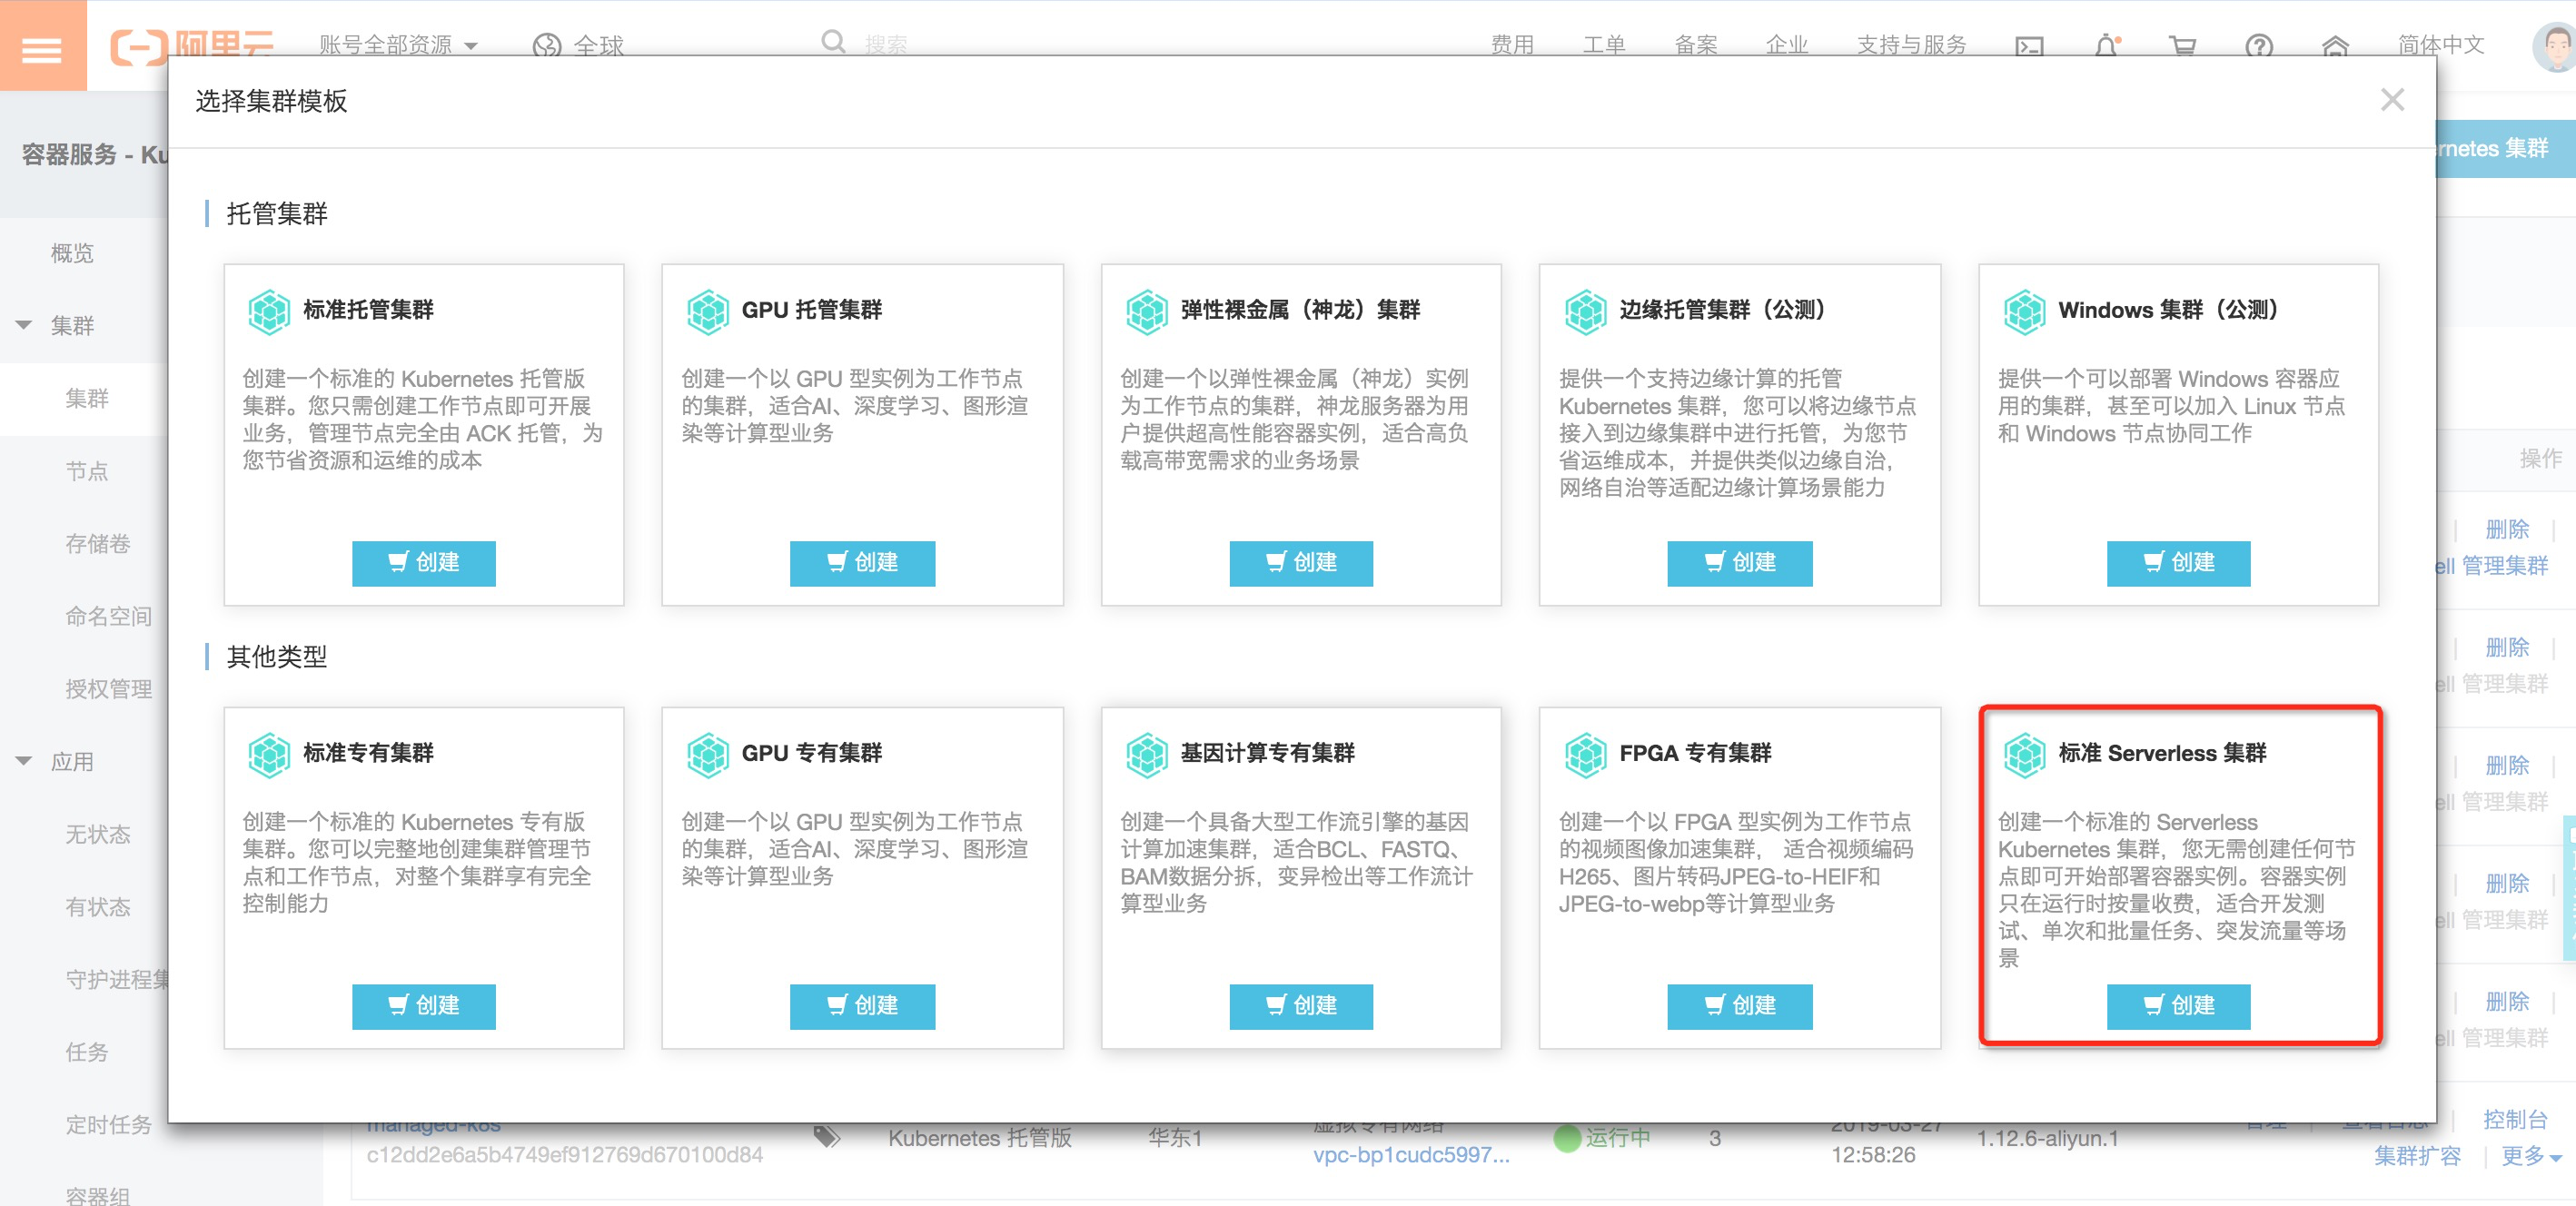 阿里云
账号全部资源
全球
搜索
费用
工单
备案
企业
支持与服务
简体中文
选择集群模板
容器服务 - Ku
rnetes 集群
概览
集群
集群
节点
存储卷
命名空间
授权管理
应用
无状态
有状态
守护进程集
任务
定时任务
容器组
托管集群
标准托管集群
创建一个标准的 Kubernetes 托管版
集群。您只需创建工作节点即可开展
业务，管理节点完全由 ACK 托管，为
您节省资源和运维的成本
创建
GPU 托管集群
创建一个以 GPU 型实例为工作节点
的集群，适合AI、深度学习、图形渲
染等计算型业务
创建
弹性裸金属（神龙）集群
创建一个以弹性裸金属（神龙）实例
为工作节点的集群，神龙服务器为用
户提供超高性能容器实例，适合高负
载高带宽需求的业务场景
创建
边缘托管集群（公测）
提供一个支持边缘计算的托管
Kubernetes 集群，您可以将边缘节点
接入到边缘集群中进行托管，为您节
省运维成本，并提供类似边缘自治，
网络自治等适配边缘计算场景能力
创建
Windows 集群（公测）
提供一个可以部署 Windows 容器应
用的集群，甚至可以加入 Linux 节点
和 Windows 节点协同工作
创建
其他类型
标准专有集群
创建一个标准的 Kubernetes 专有版
集群。您可以完整地创建集群管理节
点和工作节点，对整个集群享有完全
控制能力
创建
GPU 专有集群
创建一个以 GPU 型实例为工作节点
的集群，适合AI、深度学习、图形渲
染等计算型业务
创建
基因计算专有集群
创建一个具备大型工作流引擎的基因
计算加速集群，适合BCL、FASTQ、
BAM数据分拆，变异检出等工作流计
算型业务
创建
FPGA 专有集群
创建一个以 FPGA 型实例为工作节点
的视频图像加速集群， 适合视频编码
H265、图片转码JPEG-to-HEIF和
JPEG-to-webp等计算型业务
创建
标准 Serverless 集群
创建一个标准的 Serverless
Kubernetes 集群，您无需创建任何节
点即可开始部署容器实例。容器实例
只在运行时按量收费，适合开发测
试、单次和批量任务、突发流量等场
景
创建
操作
删除
ell 管理集群
删除
ell 管理集群
删除
ell 管理集群
删除
ell 管理集群
删除
ell 管理集群
managed-k8s
c12dd2e6a5b4749ef912769d670100d84
Kubernetes 托管版
华东1
虚拟专有网络
vpc-bp1cudc5997...
运行中
3
2019-03-27
12:58:26
1.12.6-aliyun.1
管理
查看日志
控制台
集群扩容
更多